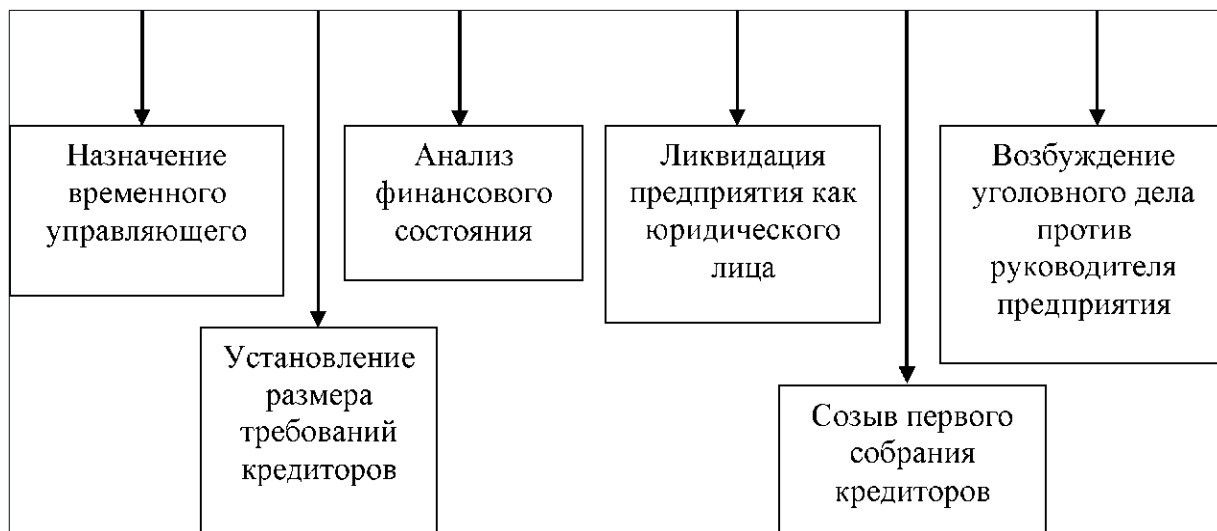 Назначение
временного
управляющего
Анализ
финансового
состояния
Ликвидация
предприятия как
юридического
лица
Возбуждение
уголовного дела
против
руководителя
предприятия
Установление
размера
требований
кредиторов
Созыв первого
собрания
кредиторов